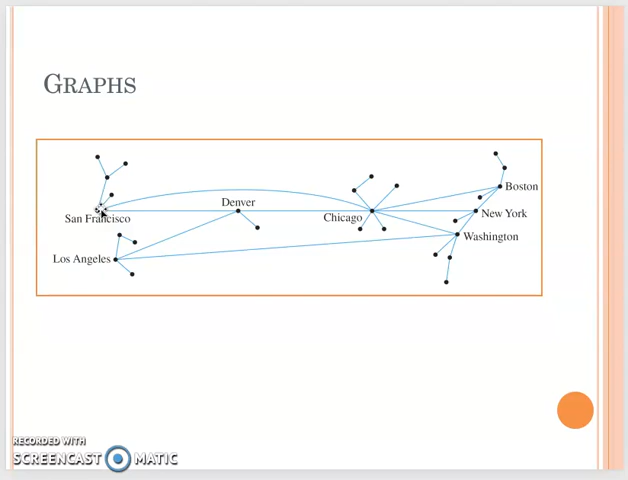 GRAPHS
Boston
Denver
New York
San Francisco
Chicago
Washington
Los Angeles
RECORDED WITH
SCREENCAST MATIC